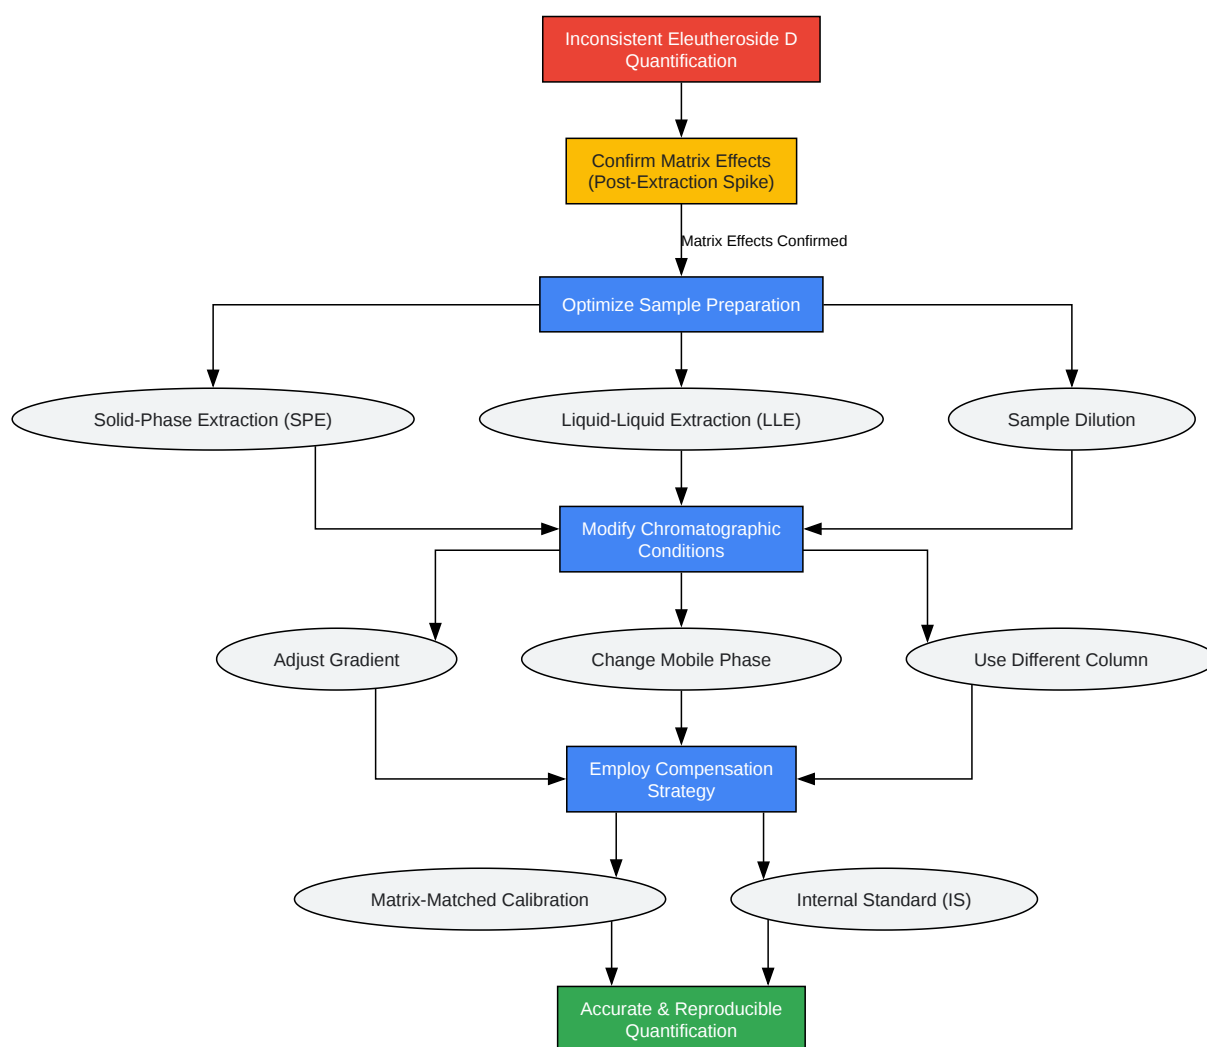 Inconsistent Eleutheroside D
Quantification
Confirm Matrix Effects
(Post-Extraction Spike)
Matrix Effects Confirmed
Optimize Sample Preparation
Solid-Phase Extraction (SPE)
Liquid-Liquid Extraction (LLE)
Sample Dilution
Modify Chromatographic
Conditions
Adjust Gradient
Change Mobile Phase
Use Different Column
Employ Compensation
Strategy
Matrix-Matched Calibration
Internal Standard (IS)
Accurate & Reproducible
Quantification